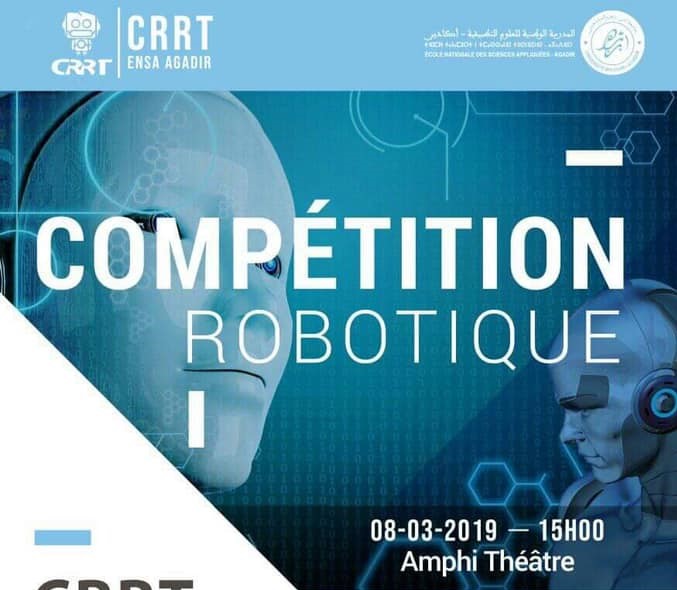 CRRT
CRRT
ENSA AGADIR
المدرسة الوطنية للعلوم التطبيقية - أكادير
ÉCOLE NATIONALE DES SCIENCES APPLIQUÉES - AGADIR
COMPÉTITION
ROBOTIQUE
08-03-2019 — 15H00
Amphi Théâtre
CRRT